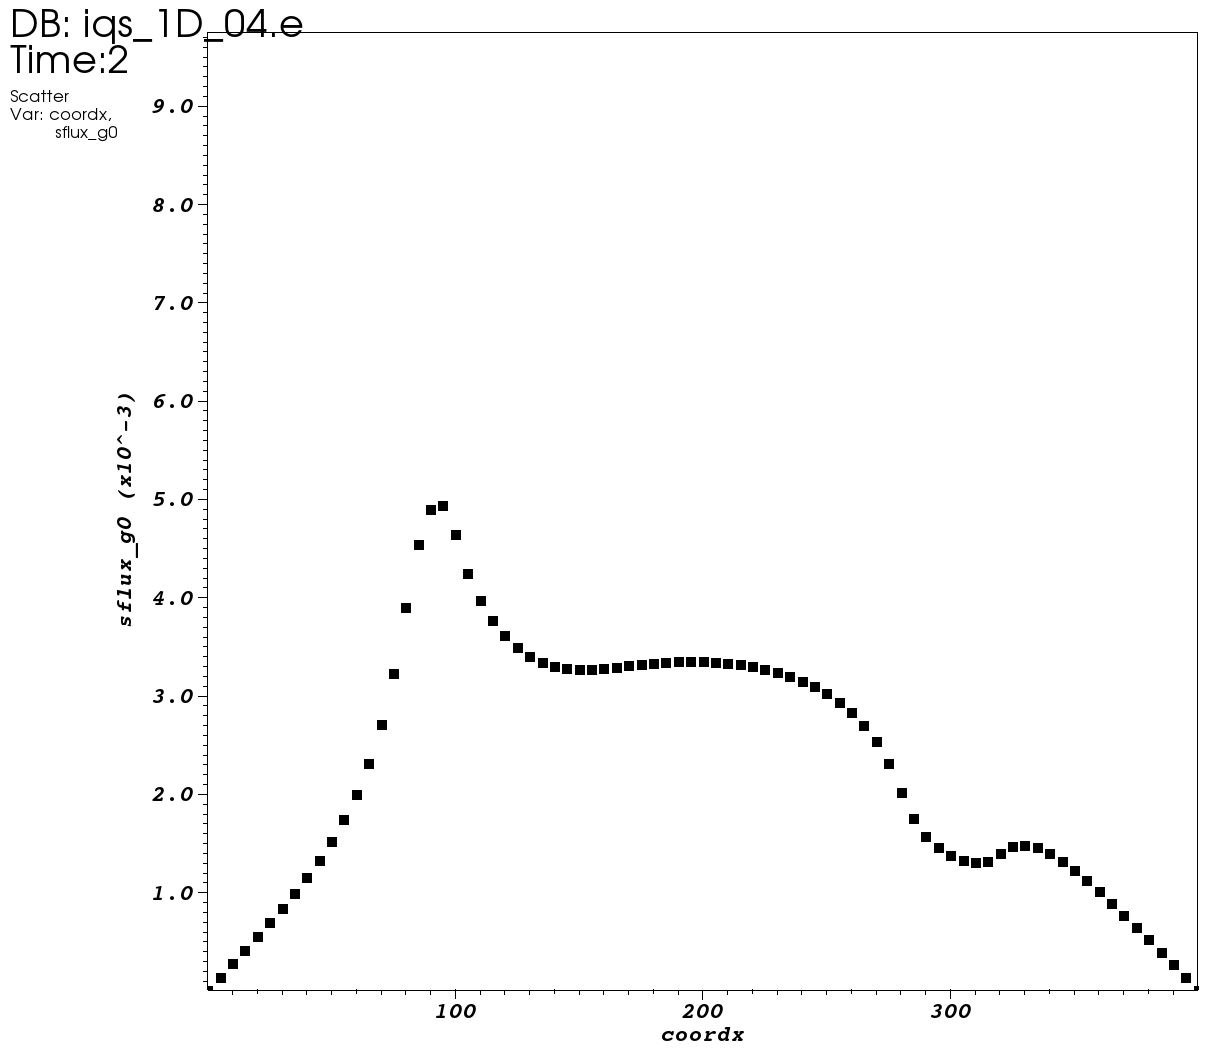 DB: iqs_1D_04.e
Time:2
Scatter
Var: coordx,
sflux_g0
9.0
8.0
7.0
6.0
5.0
4.0
3.0
2.0
1.0
sflux_g0 (x10^-3)
100 200 300
coordx